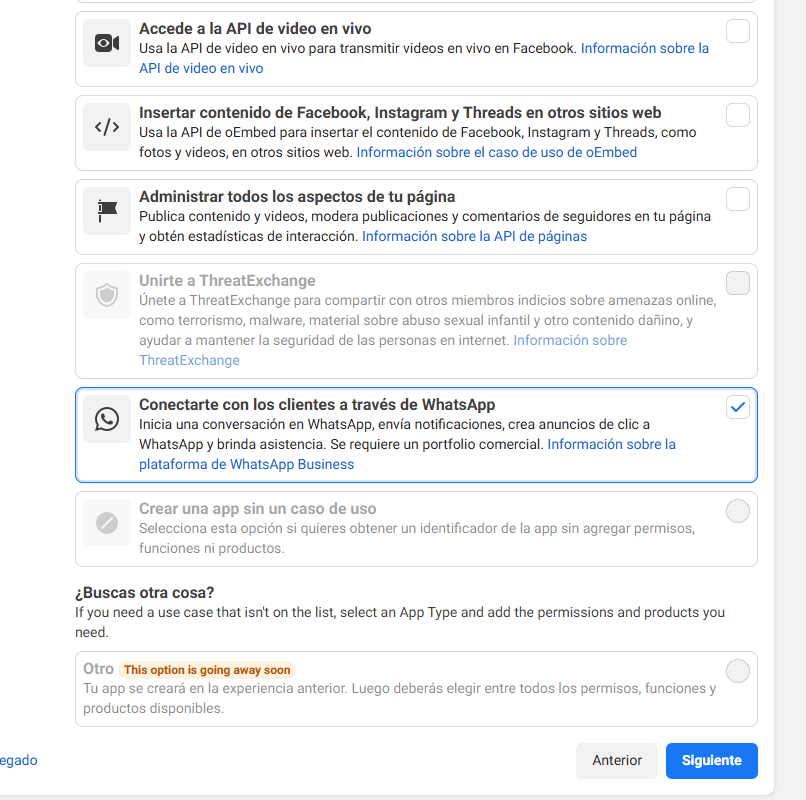 Accede a la API de video en vivo
Usa la API de video en vivo para transmitir videos en vivo en Facebook. Información sobre la
API de video en vivo
Insertar contenido de Facebook, Instagram y Threads en otros sitios web
Usa la API de oEmbed para insertar el contenido de Facebook, Instagram y Threads, como
fotos y videos, en otros sitios web. Información sobre el caso de uso de oEmbed
Administrar todos los aspectos de tu página
Publica contenido y videos, modera publicaciones y comentarios de seguidores en tu página
y obtén estadísticas de interacción. Información sobre la API de páginas
Unirte a ThreatExchange
Únete a ThreatExchange para compartir con otros miembros indicios sobre amenazas online,
como terrorismo, malware, material sobre abuso sexual infantil y otro contenido dañino, y
ayudar a mantener la seguridad de las personas en internet. Información sobre
ThreatExchange
Conectarte con los clientes a través de WhatsApp
Inicia una conversación en WhatsApp, envía notificaciones, crea anuncios de clic a
WhatsApp y brinda asistencia. Se requiere un portfolio comercial. Información sobre la
plataforma de WhatsApp Business
Crear una app sin un caso de uso
Selecciona esta opción si quieres obtener un identificador de la app sin agregar permisos,
funciones ni productos.
¿Buscas otra cosa?
If you need a use case that isn't on the list, select an App Type and add the permissions and products you
need.
Otro This option is going away soon
Tu app se creará en la experiencia anterior. Luego deberás elegir entre todos los permisos, funciones y
productos disponibles.
egado
Anterior
Siguiente